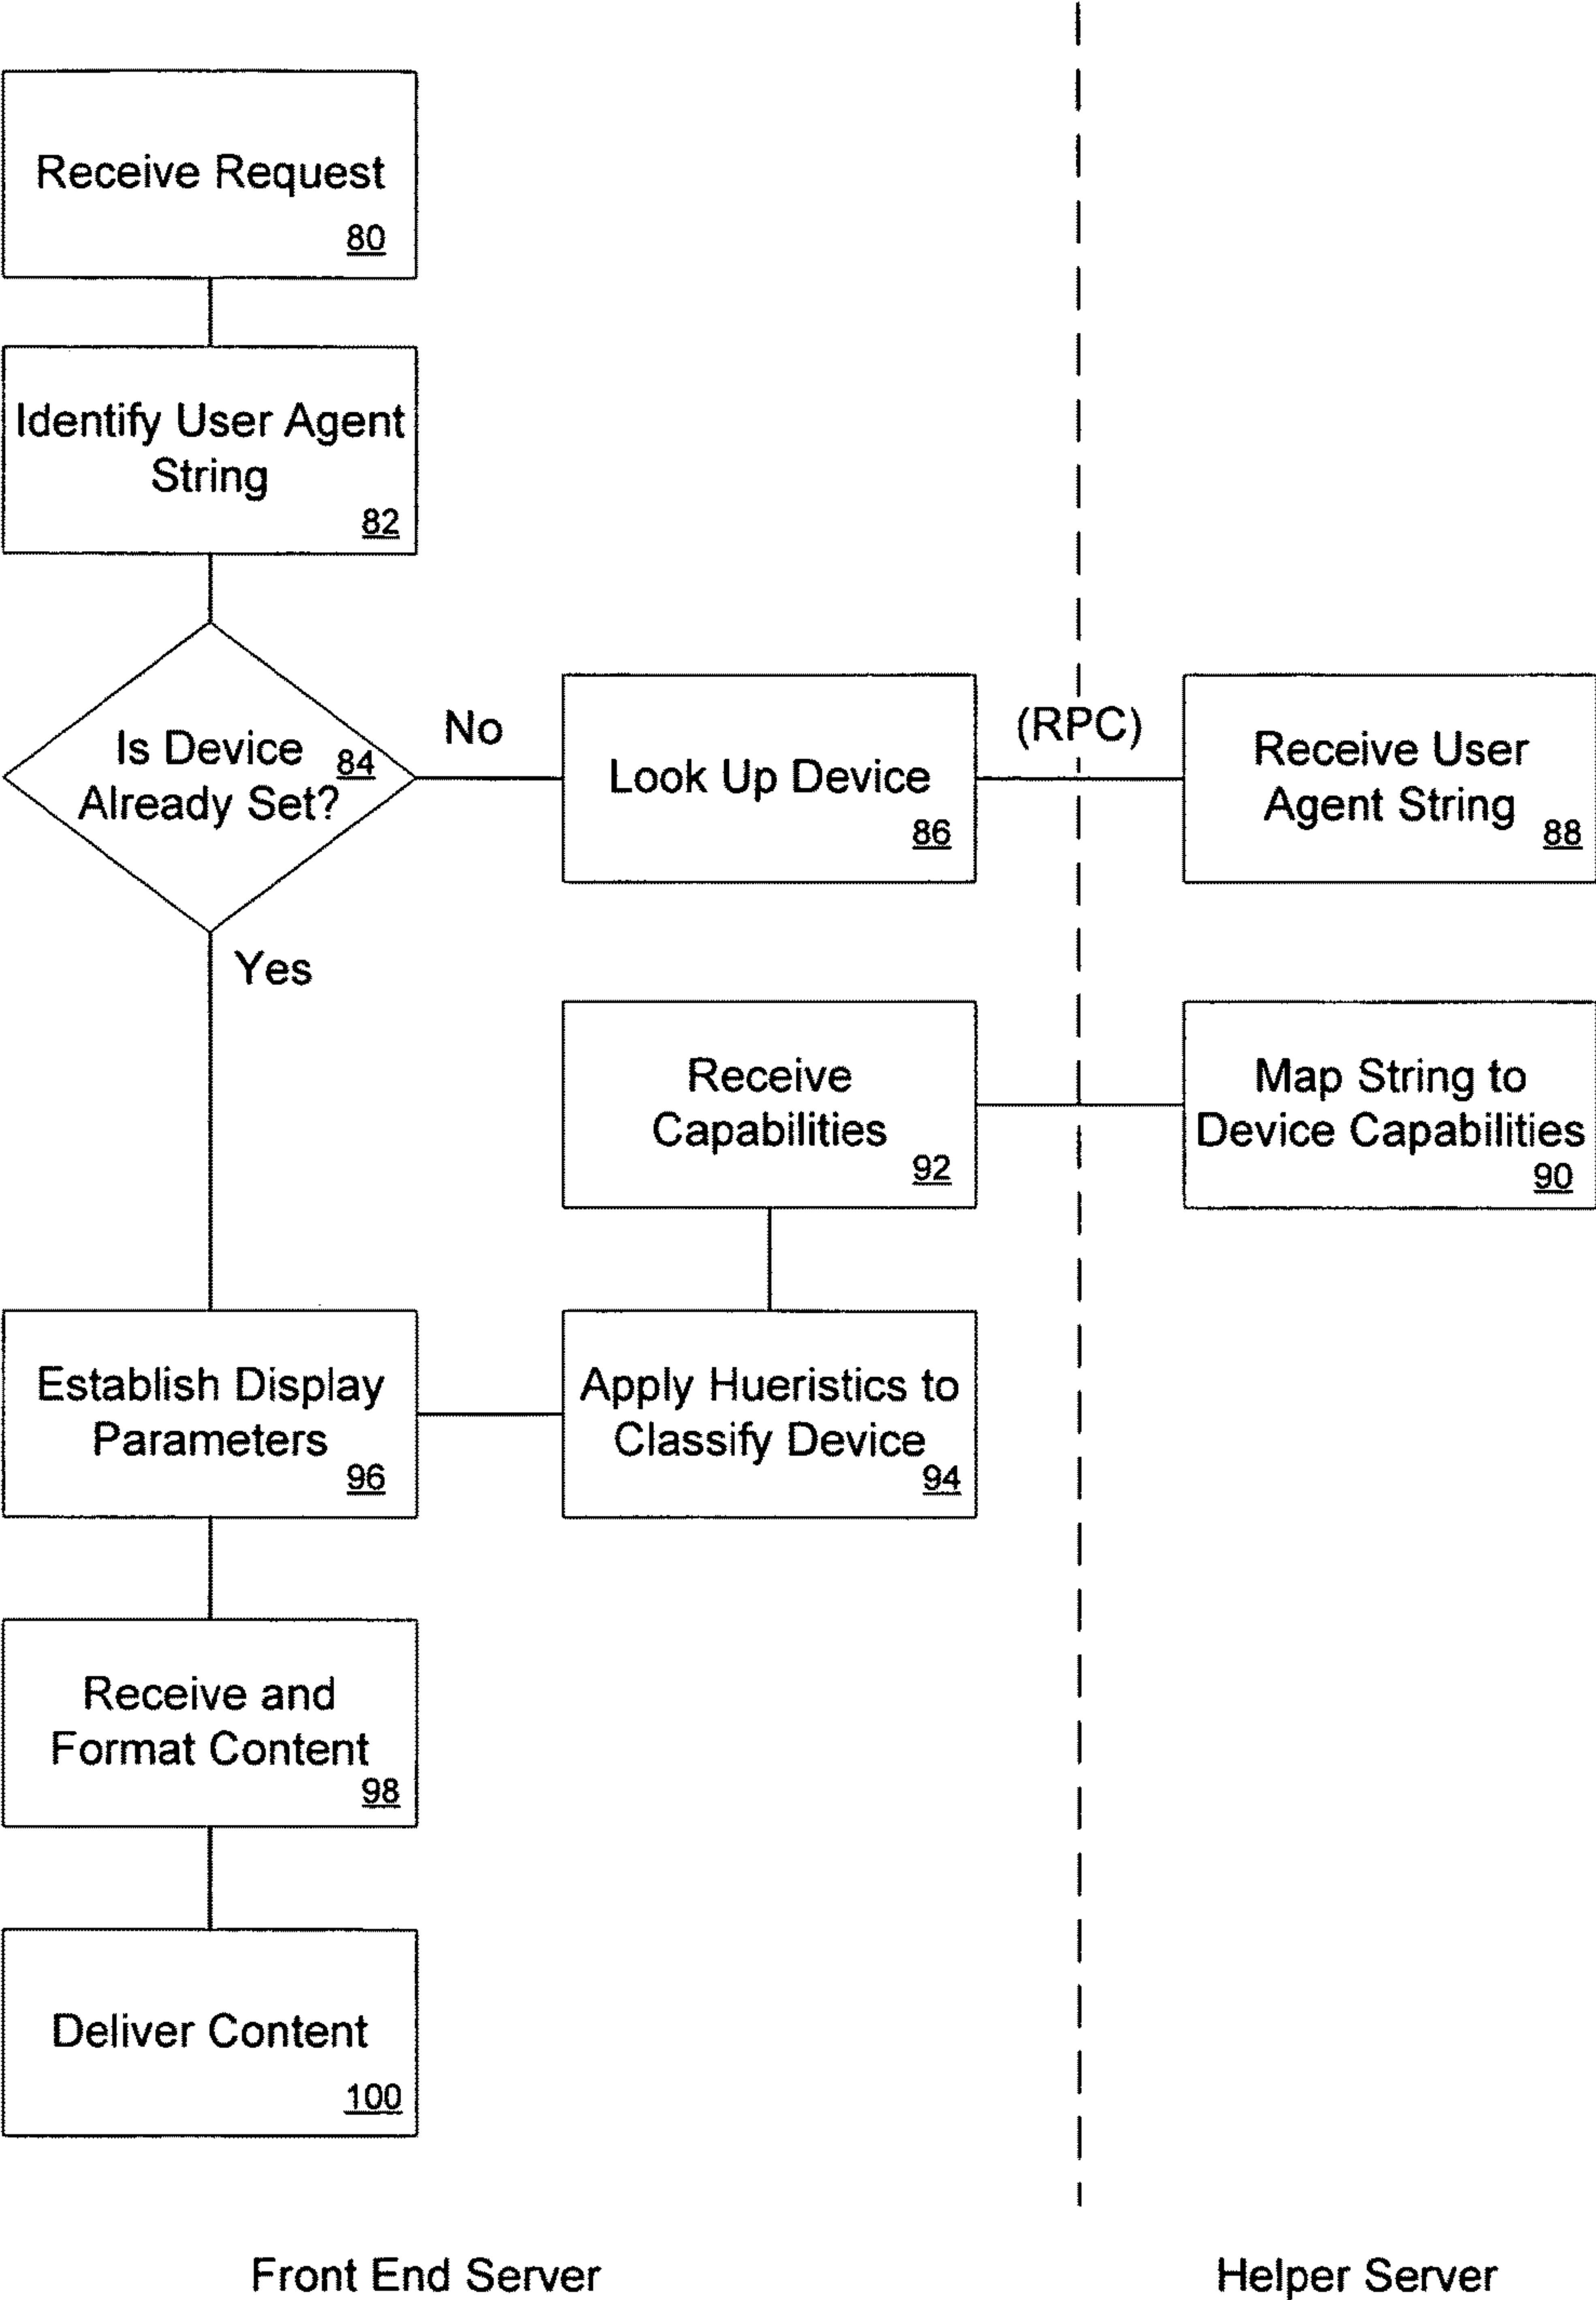 Receive Request
80
Identify User Agent
String
82
Is Device
84
Already Set?
No
Look Up Device
86
(RPC)
Receive User
Agent String
88
Yes
Receive
Capabilities
92
Map String to
Device Capabilities
90
Establish Display
Parameters
96
Apply Hueristics to
Classify Device
94
Receive and
Format Content
98
Deliver Content
100
Front End Server
Helper Server